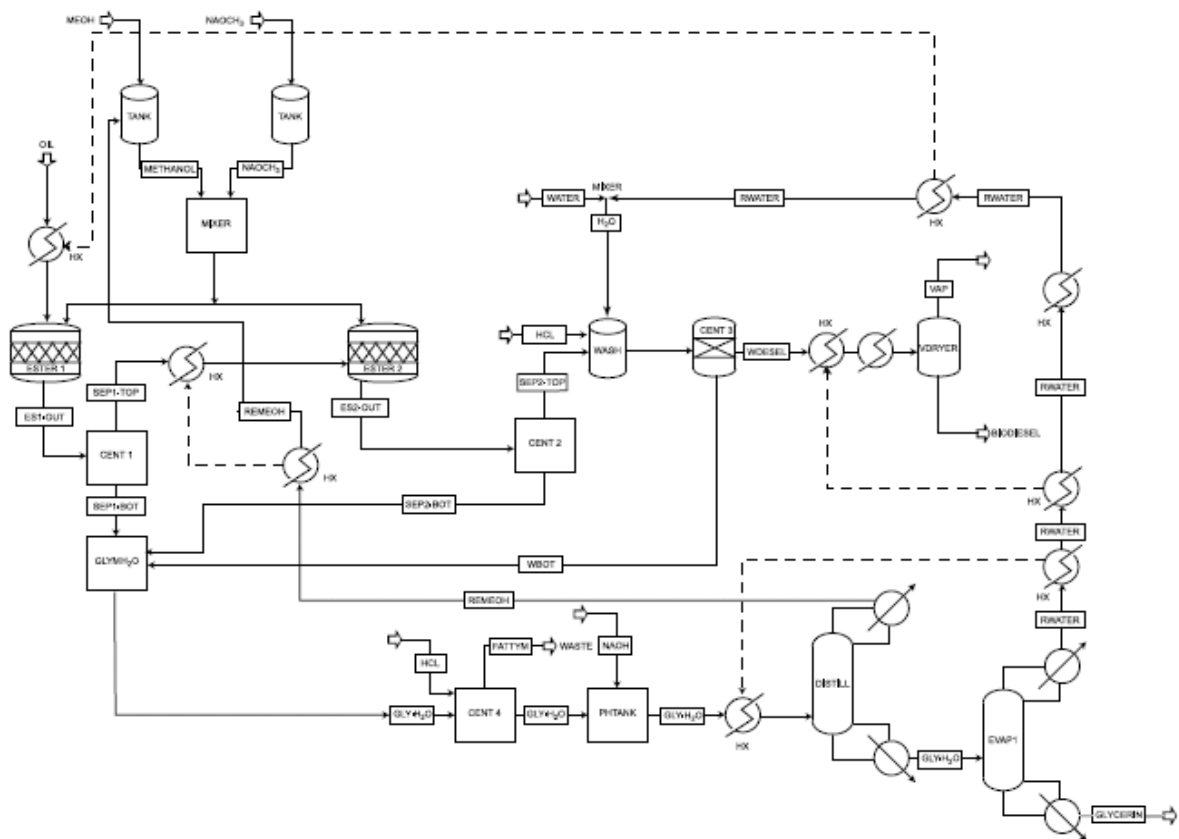 MEOH
NAOCH₃
TANK
TANK
OIL
METHANOL
NAOCH₃
MIXER
HX
WATER
MIXER
H₂O
RWATER
HX
RWATER
HX
VAP
HCL
WASH
CENT 3
WDIESEL
HX
VDRYER
ESTER 1
ESTER 2
HX
SEP1-TOP
SEP2-TOP
RWATER
ES1-OUT
REMEOH
ES2-OUT
BIODIESEL
CENT 1
CENT 2
HX
HX
SEP1-BOT
SEP2-BOT
RWATER
GLYMH₂O
WBOT
HX
REMEOH
RWATER
HCL
FATTYM
WASTE
NAOH
DISTILL
GLY-H₂O
CENT 4
GLY-H₂O
PHTANK
GLY-H₂O
HX
GLY-H₂O
EVAP1
GLYCERIN